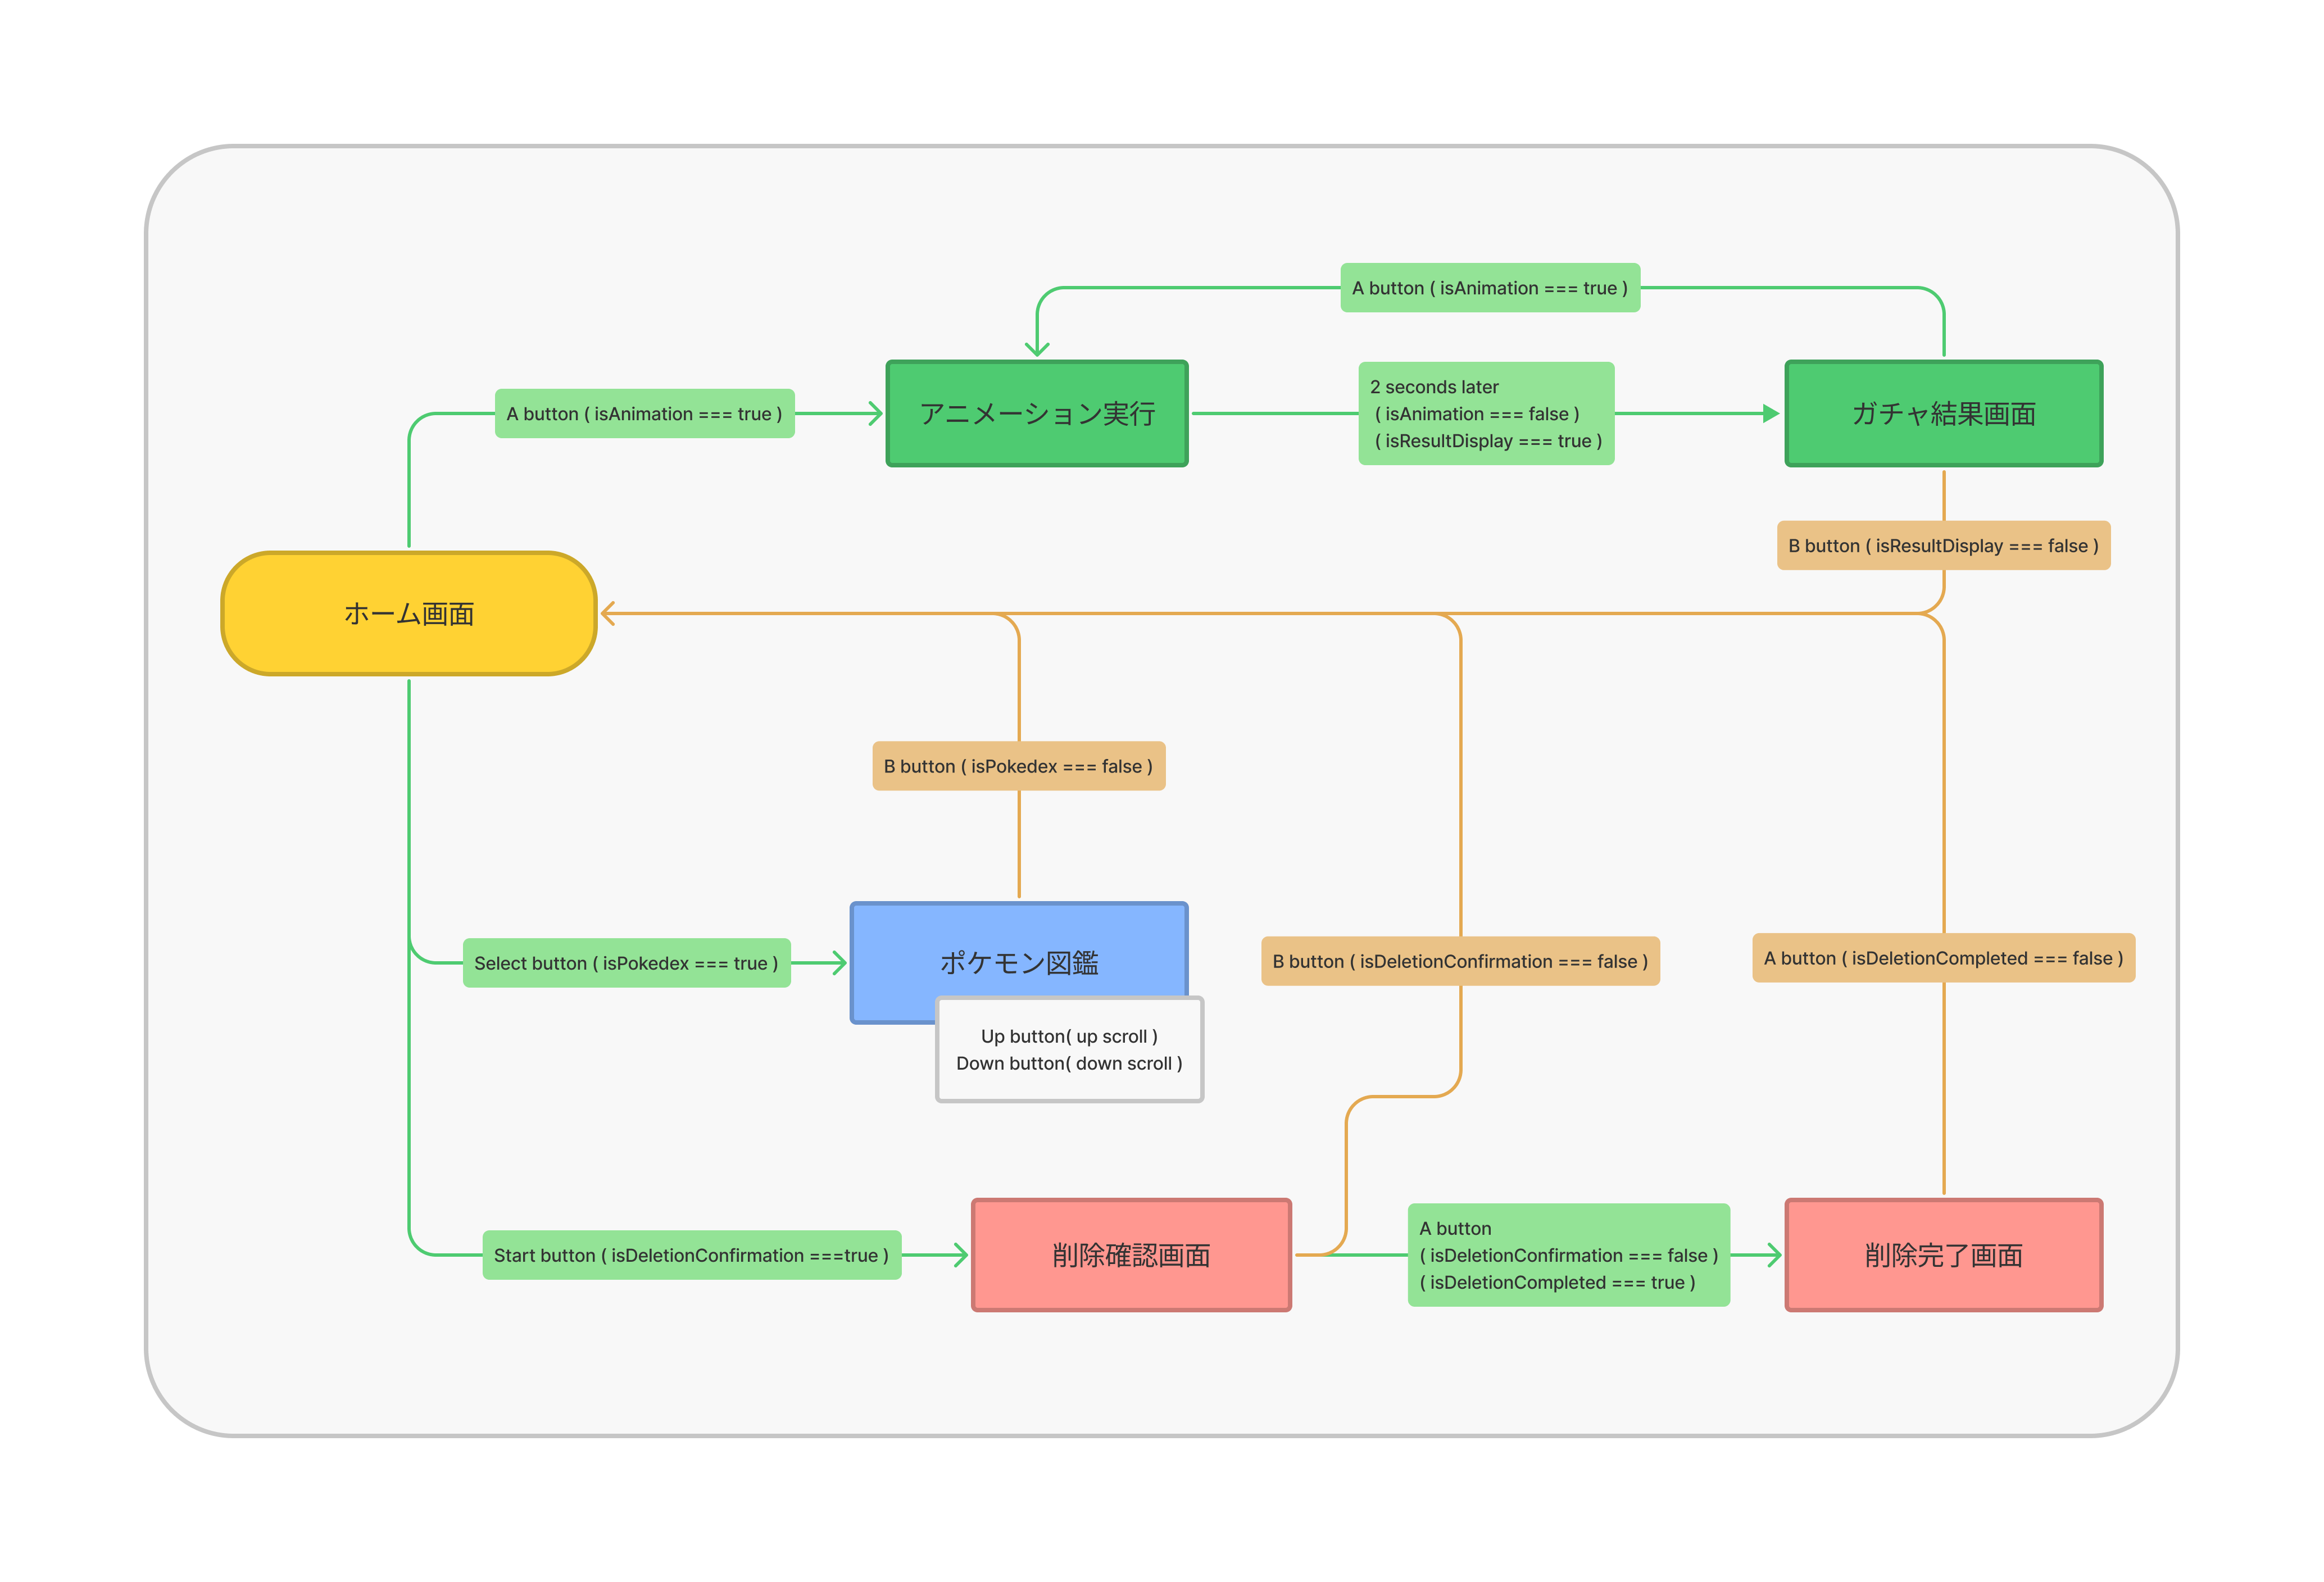 A button ( isAnimation === true )
A button ( isAnimation === true )
アニメーション実行
2 seconds later
( isAnimation === false )
( isResultDisplay === true )
ガチャ結果画面
B button ( isResultDisplay === false )
ホーム画面
B button ( isPokedex === false )
Select button ( isPokedex === true )
ポケモン図鑑
Up button( up scroll )
Down button( down scroll )
B button ( isDeletionConfirmation === false )
A button ( isDeletionCompleted === false )
Start button ( isDeletionConfirmation ===true )
削除確認画面
A button
( isDeletionConfirmation === false )
( isDeletionCompleted === true )
削除完了画面